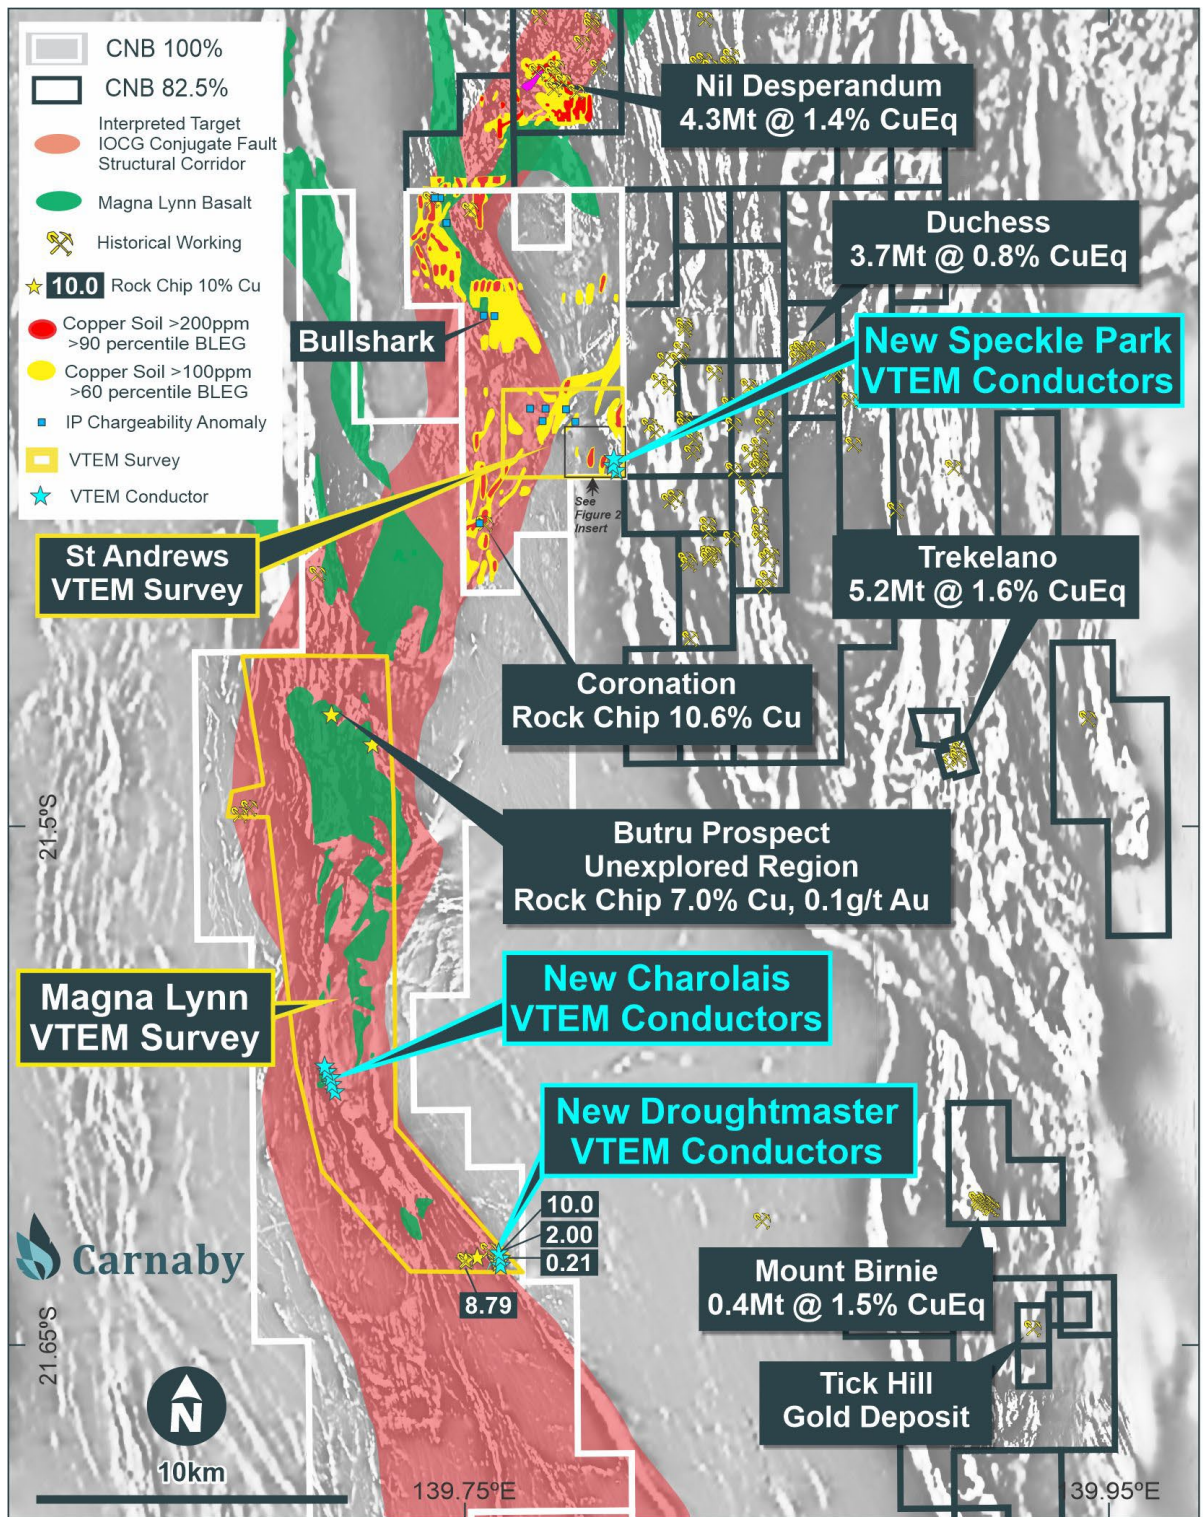 CNB 100%
CNB 82.5%
Interpreted Target
IOCG Conjugate Fault
Structural Corridor
Magna Lynn Basalt
Historical Working
10.0 Rock Chip 10% Cu
Copper Soil >200ppm
>90 percentile BLEG
Copper Soil >100ppm
>60 percentile BLEG
IP Chargeability Anomaly
VTEM Survey
VTEM Conductor
Nil Desperandum
4.3Mt @ 1.4% CuEq
Duchess
3.7Mt @ 0.8% CuEq
Bullshark
New Speckle Park
VTEM Conductors
See
Figure 2
Insert
St Andrews
VTEM Survey
Trekelano
5.2Mt @ 1.6% CuEq
Coronation
Rock Chip 10.6% Cu
21.5ºS
Butru Prospect
Unexplored Region
Rock Chip 7.0% Cu, 0.1g/t Au
Magna Lynn
VTEM Survey
New Charolais
VTEM Conductors
New Droughtmaster
VTEM Conductors
10.0
2.00
0.21
8.79
Carnaby
Mount Birnie
0.4Mt @ 1.5% CuEq
21.65ºS
Tick Hill
Gold Deposit
N
10km
139.75ºE
139.95ºE